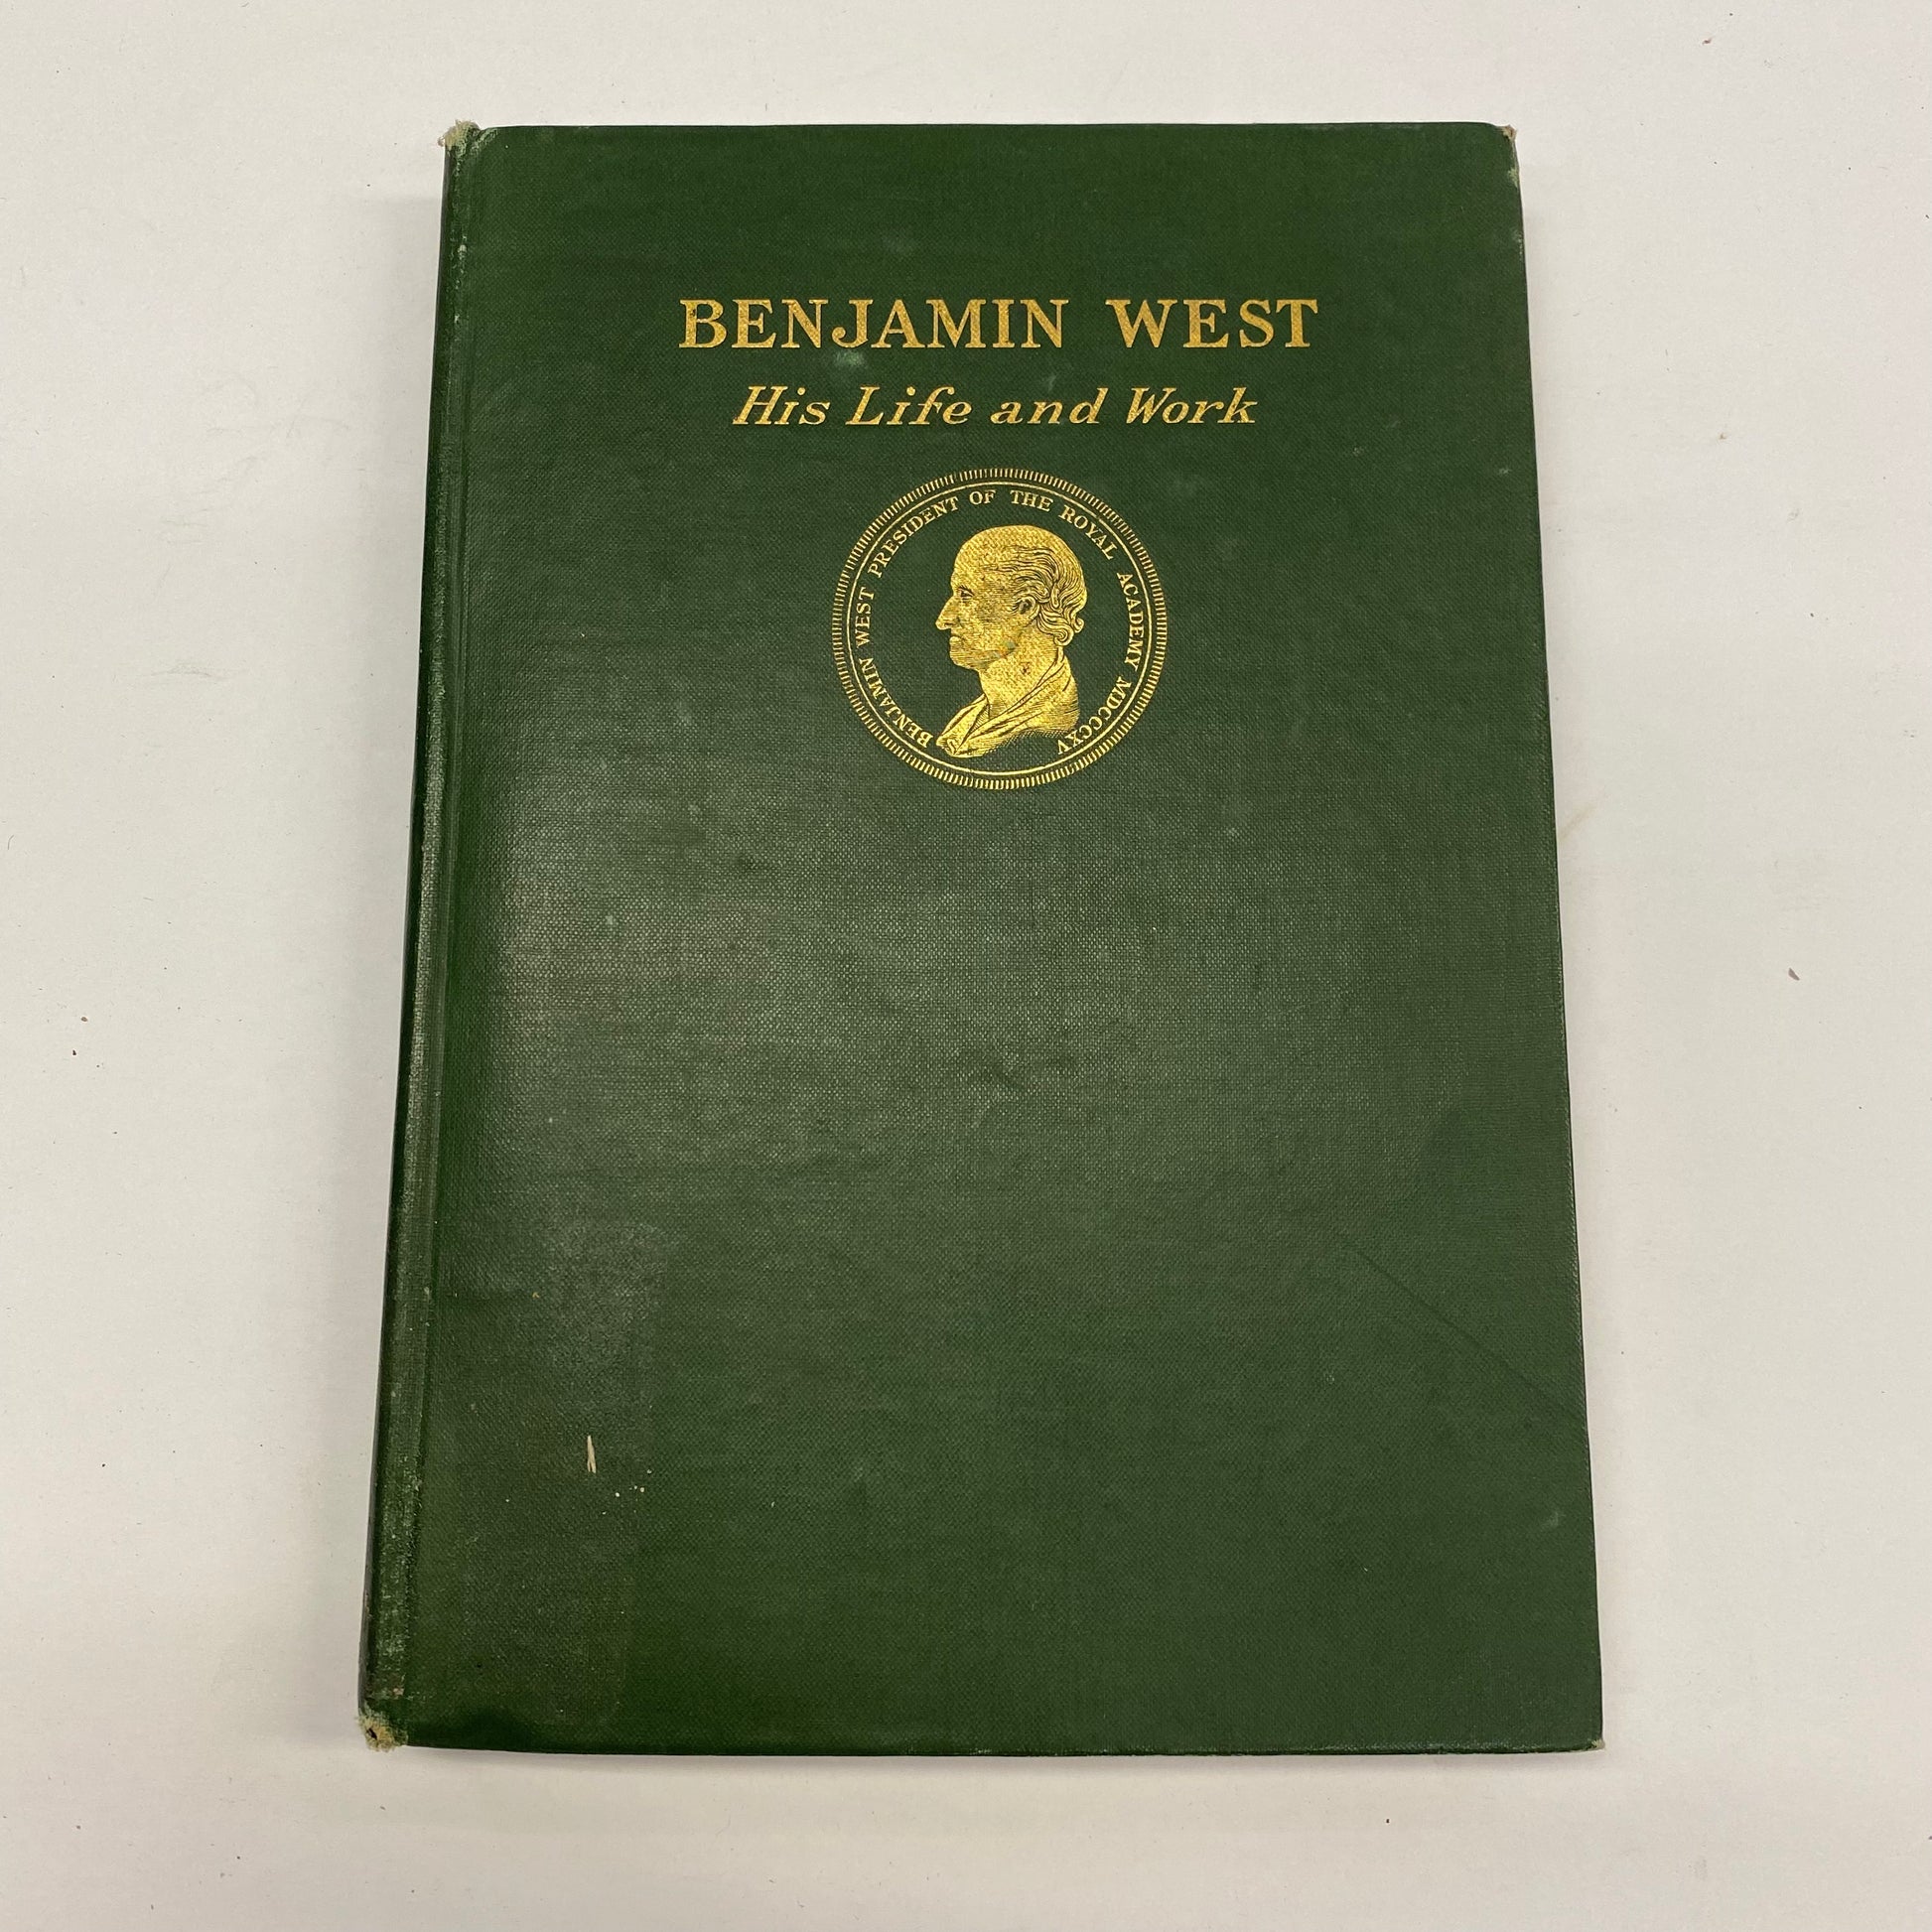 BENJAMIN WEST
His Life and Work
BENJAMIN WEST PRESIDENT OF THE ROYAL ACADEMY MDCCCXV